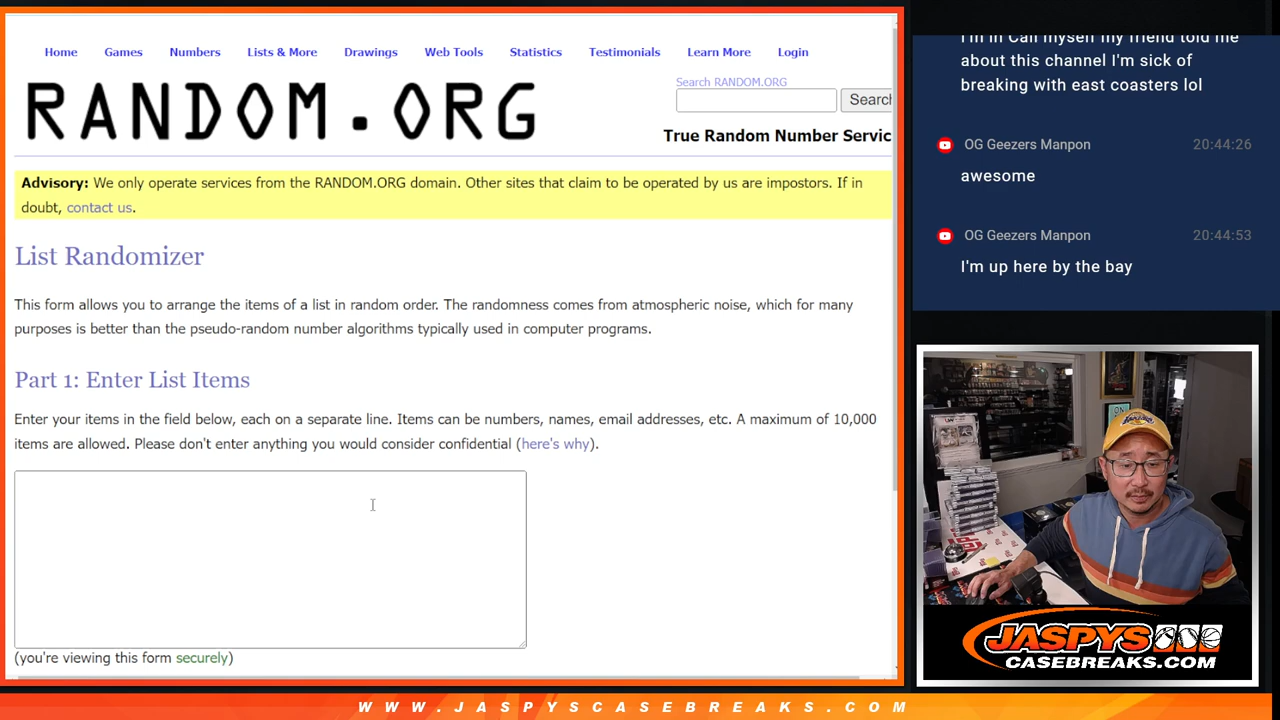 Home Games Numbers Lists & More Drawings Web Tools Statistics Testimonials Learn More Login
RANDOM.ORG
Search RANDOM.ORG
Search
True Random Number Servic
Advisory: We only operate services from the RANDOM.ORG domain. Other sites that claim to be operated by us are impostors. If in
doubt, contact us.
List Randomizer
This form allows you to arrange the items of a list in random order. The randomness comes from atmospheric noise, which for many
purposes is better than the pseudo-random number algorithms typically used in computer programs.
Part 1: Enter List Items
Enter your items in the field below, each on a separate line. Items can be numbers, names, email addresses, etc. A maximum of 10,000
items are allowed. Please don't enter anything you would consider confidential (here's why).
(you're viewing this form securely)
I'm in Cali myself my friend told me
about this channel I'm sick of
breaking with east coasters lol
OG Geezers Manpon 20:44:26
awesome
OG Geezers Manpon 20:44:53
I'm up here by the bay
JASPYS
CASEBREAKS.COM
WWW.JASPYSCASEBREAKS.COM